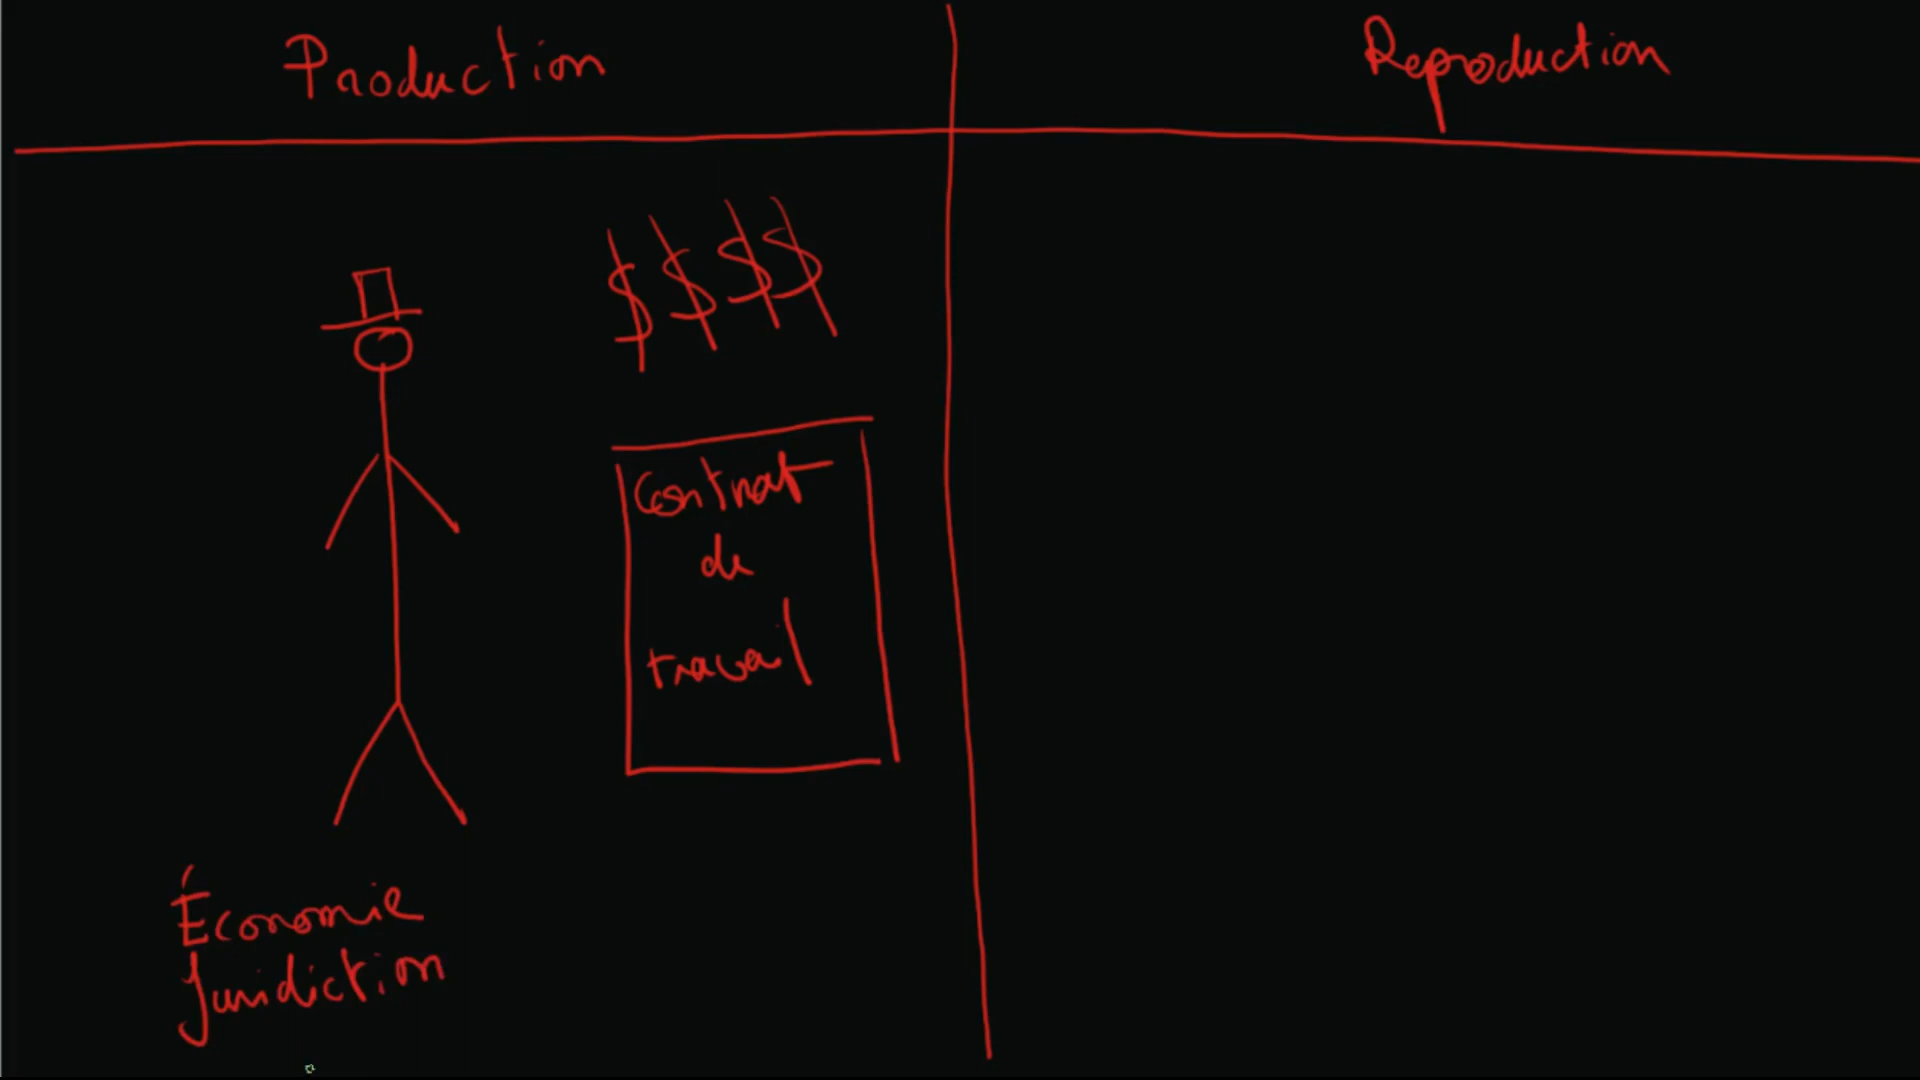 Production
Reproduction
$$$$
Contrat
de
travail
Économie
Juridiction